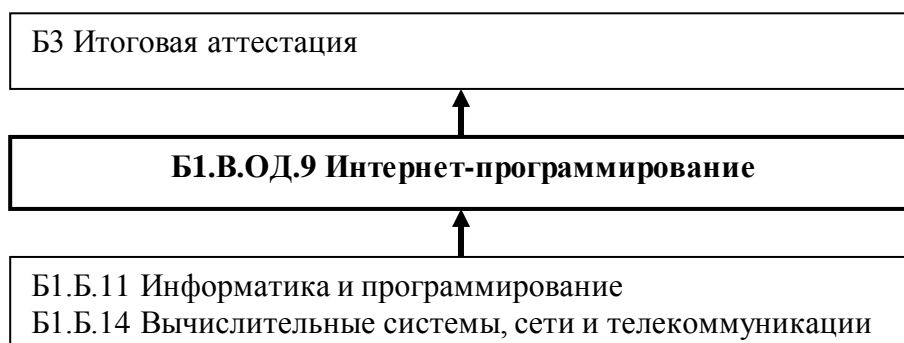 Б3 Итоговая аттестация
Б1.В.ОД.9 Интернет-программирование
Б1.Б.11 Информатика и программирование
Б1.Б.14 Вычислительные системы, сети и телекоммуникации